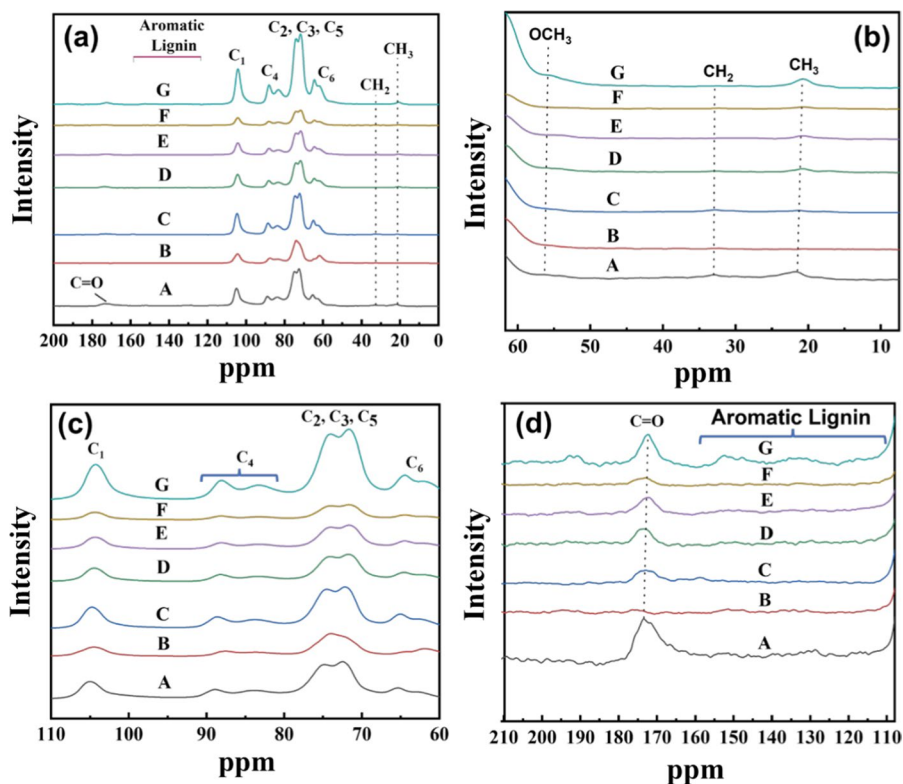 (a)
Aromatic
Lignin
C₁
C₄
C₂, C₃, C₅
C₆
CH₂
CH₃
G
F
E
D
C
B
A
C=O
Intensity
200 180 160 140 120 100 80 60 40 20 0
ppm
(b)
OCH₃
CH₂
CH₃
G
F
E
D
C
B
A
Intensity
60 50 40 30 20 10
ppm
(c)
C₁
C₄
C₂, C₃, C₅
C₆
G
F
E
D
C
B
A
Intensity
110 100 90 80 70 60
ppm
(d)
C=O
Aromatic Lignin
G
F
E
D
C
B
A
Intensity
210 200 190 180 170 160 150 140 130 120 110
ppm